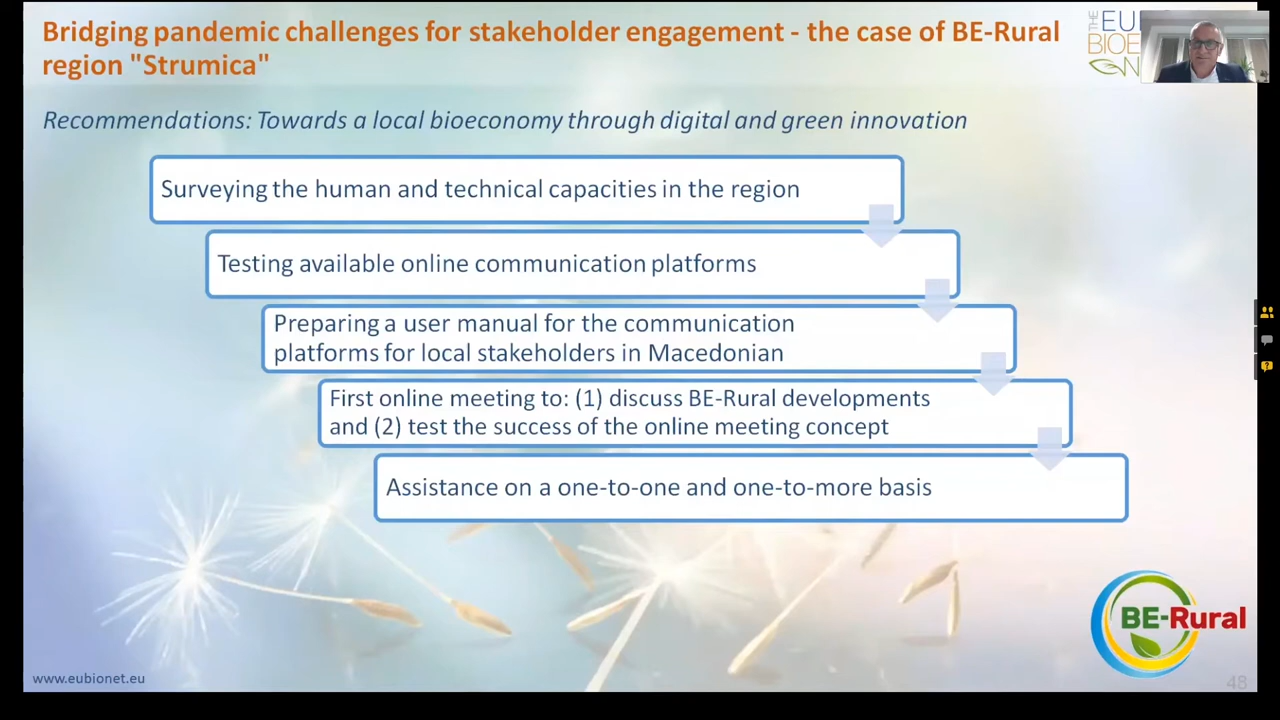 Bridging pandemic challenges for stakeholder engagement - the case of BE-Rural
region "Strumica"
THE EU
BIOE
N
Recommendations: Towards a local bioeconomy through digital and green innovation
Surveying the human and technical capacities in the region
Testing available online communication platforms
Preparing a user manual for the communication
platforms for local stakeholders in Macedonian
First online meeting to: (1) discuss BE-Rural developments
and (2) test the success of the online meeting concept
Assistance on a one-to-one and one-to-more basis
BE-Rural
www.eubionet.eu
48